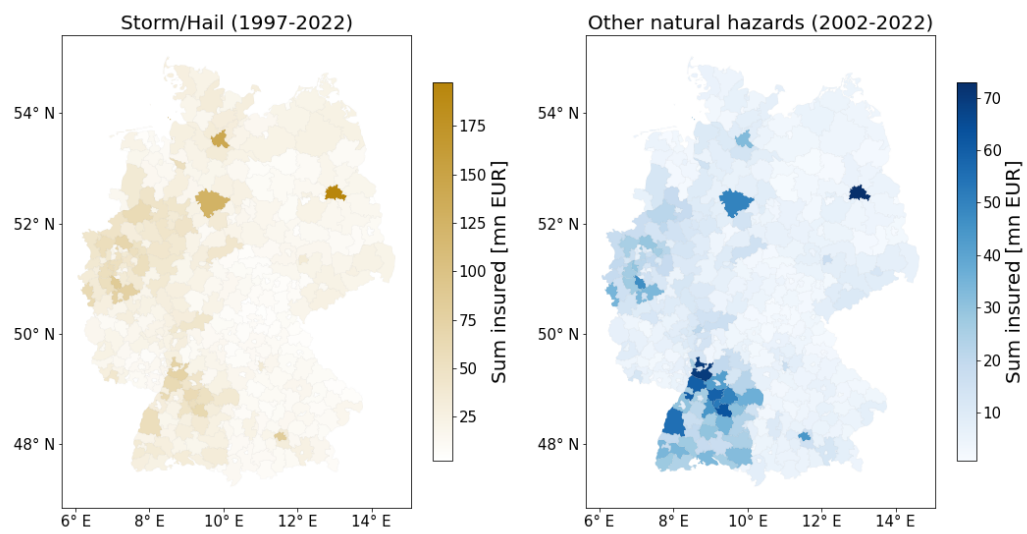 Storm/Hail (1997-2022)
54° N
52° N
50° N
48° N
6° E
8° E
10° E
12° E
14° E
175
150
125
100
75
50
25
Sum insured [mn EUR]
Other natural hazards (2002-2022)
54° N
52° N
50° N
48° N
6° E
8° E
10° E
12° E
14° E
70
60
50
40
30
20
10
Sum insured [mn EUR]